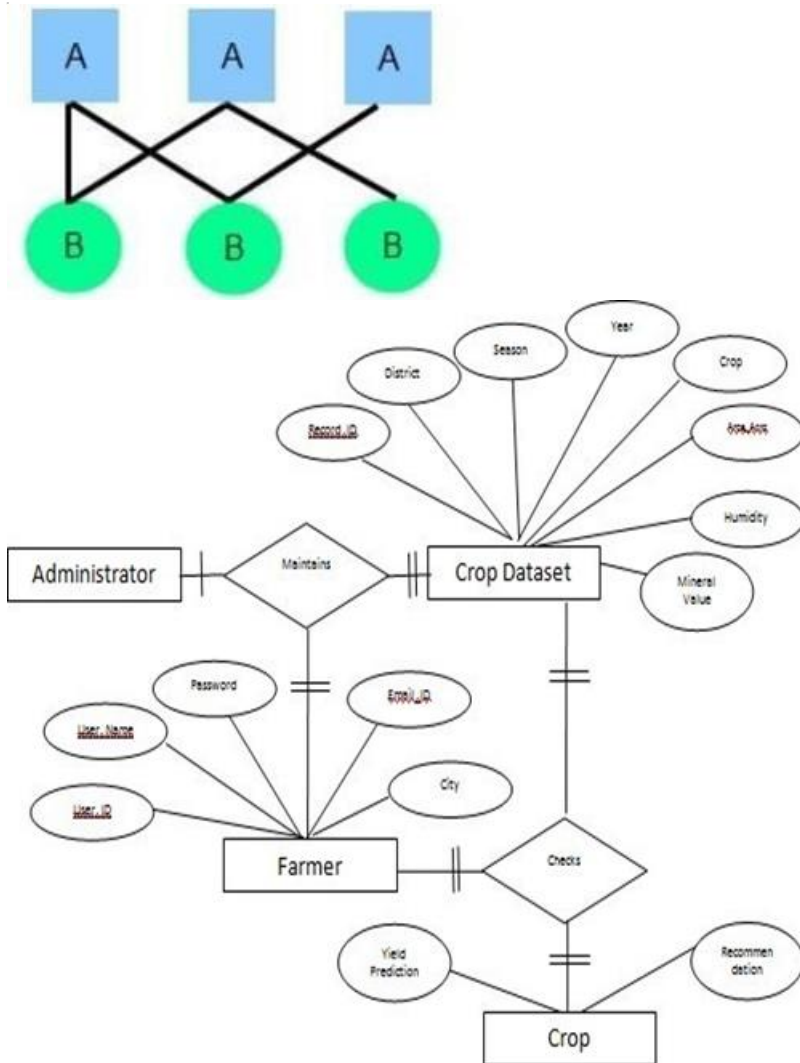 A
A
A
B
B
B
Year
Season
Crop
District
Record_ID
Humidity
Administrator
Maintains
Crop Dataset
Mineral
Value
Password
Email_ID
User_Name
City
User_ID
Farmer
Checks
Yield
Prediction
Recommen
dation
Crop